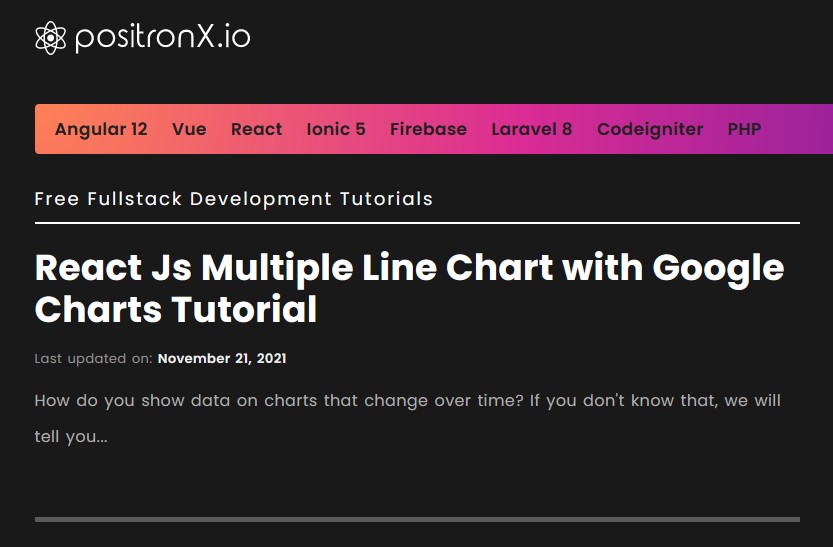 positronX.io
Angular 12 Vue React Ionic 5 Firebase Laravel 8 Codeigniter PHP
Free Fullstack Development Tutorials
React Js Multiple Line Chart with Google
Charts Tutorial
Last updated on: November 21, 2021
How do you show data on charts that change over time? If you don't know that, we will
tell you...